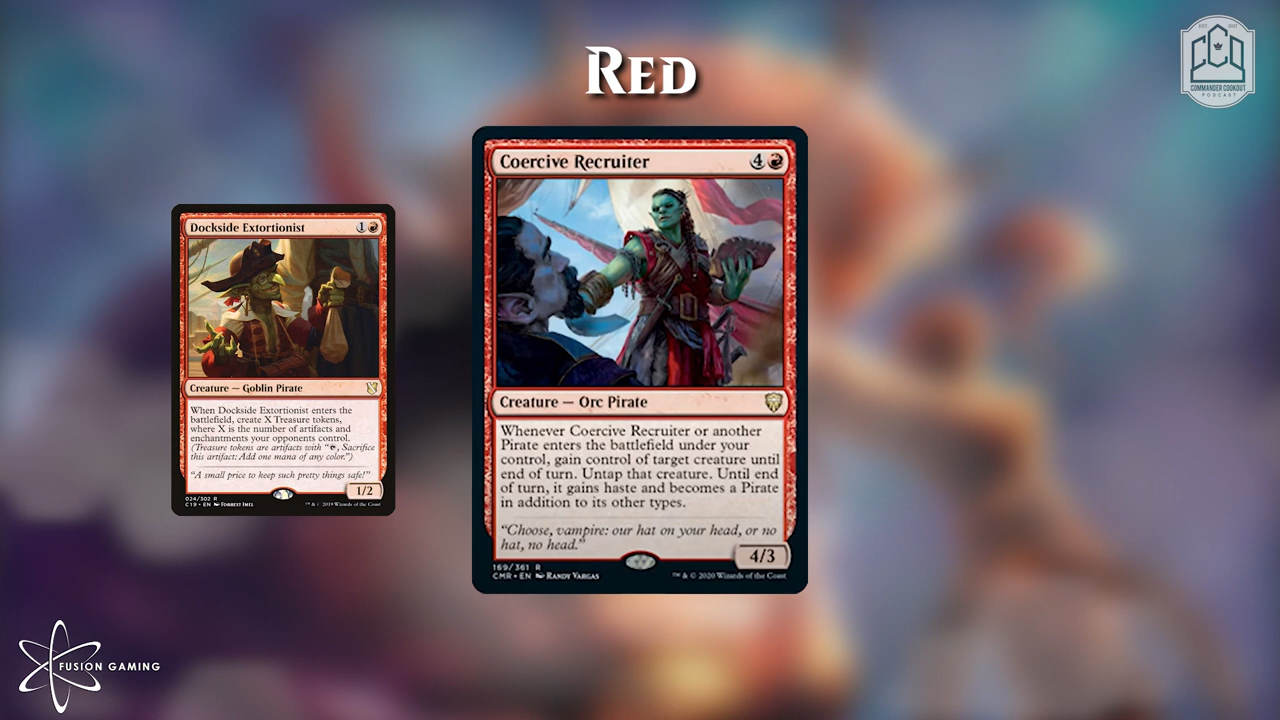 RED
COMMANDER COOKOUT
PODCAST
Dockside Extortionist 1
Creature — Goblin Pirate
When Dockside Extortionist enters the
battlefield, create X Treasure tokens,
where X is the number of artifacts and
enchantments your opponents control.
(Treasure tokens are artifacts with “, Sacrifice
this artifact: Add one mana of any color.”)
“A small price to keep such pretty things safe!”
1/2
024/302 R
C19 • EN Forrest Imel
™ & © 2019 Wizards of the Coast
Coercive Recruiter 4
Creature — Orc Pirate
Whenever Coercive Recruiter or another
Pirate enters the battlefield under your
control, gain control of target creature until
end of turn. Untap that creature. Until end
of turn, it gains haste and becomes a Pirate
in addition to its other types.
“Choose, vampire: our hat on your head, or no
hat, no head.”
4/3
169/361 R
CMR • EN Randy Vargas
™ & © 2020 Wizards of the Coast
FUSION GAMING